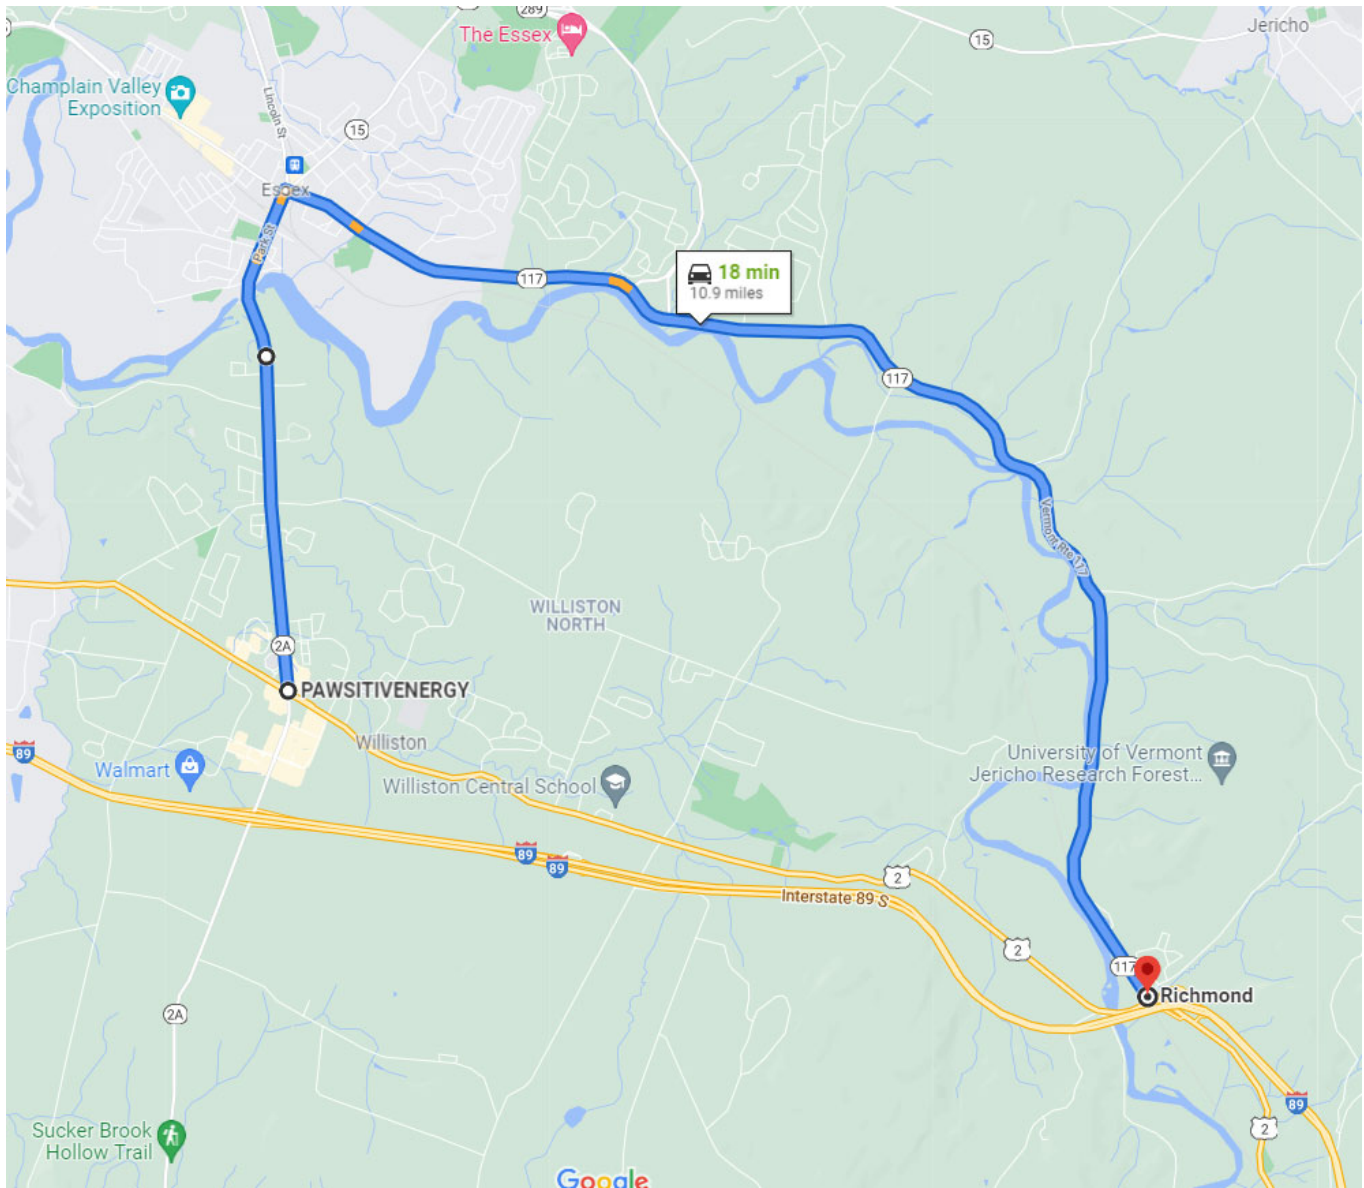 289
The Essex
15
Jericho
Champlain Valley
Exposition
Lincoln St
15
Essex
Park St
117
18 min
10.9 miles
117
Vermont Rte 117
WILLISTON
NORTH
2A
PAWSITIVENERGY
Williston
89
Walmart
Williston Central School
University of Vermont
Jericho Research Forest...
89
89
2
Interstate 89 S
2
117
Richmond
2A
89
2
Sucker Brook
Hollow Trail
Google